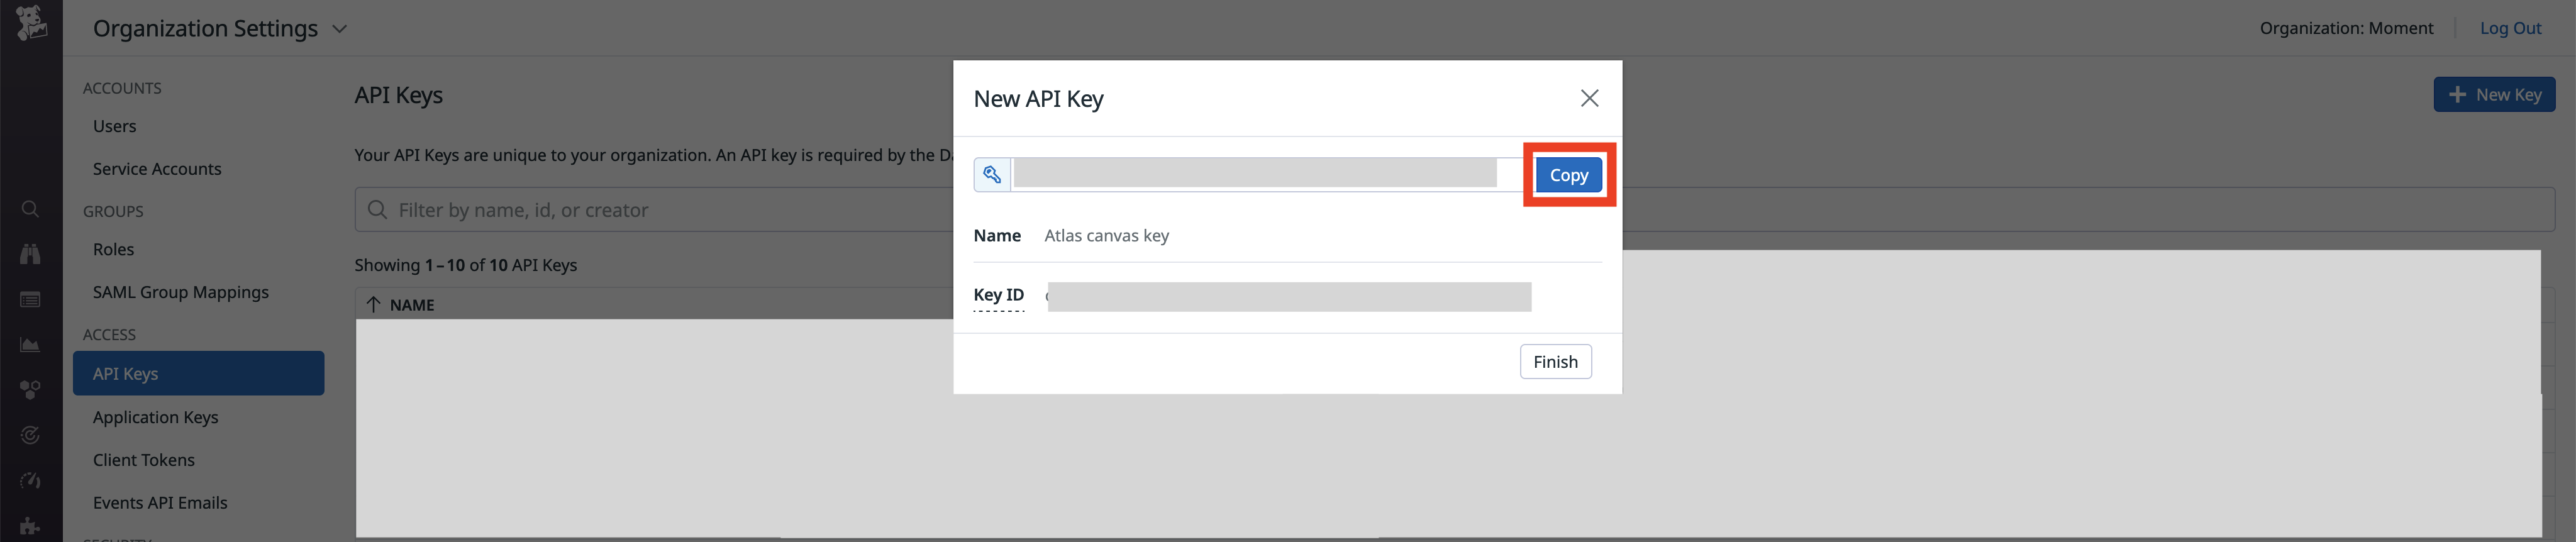 Organization Settings
Organization: Moment
Log Out
ACCOUNTS
Users
Service Accounts
GROUPS
Roles
SAML Group Mappings
ACCESS
API Keys
Application Keys
Client Tokens
Events API Emails
API Keys
New Key
Your API Keys are unique to your organization. An API key is required by the
Filter by name, id, or creator
Showing 1–10 of 10 API Keys
NAME
New API Key
Copy
Name Atlas canvas key
Key ID
Finish